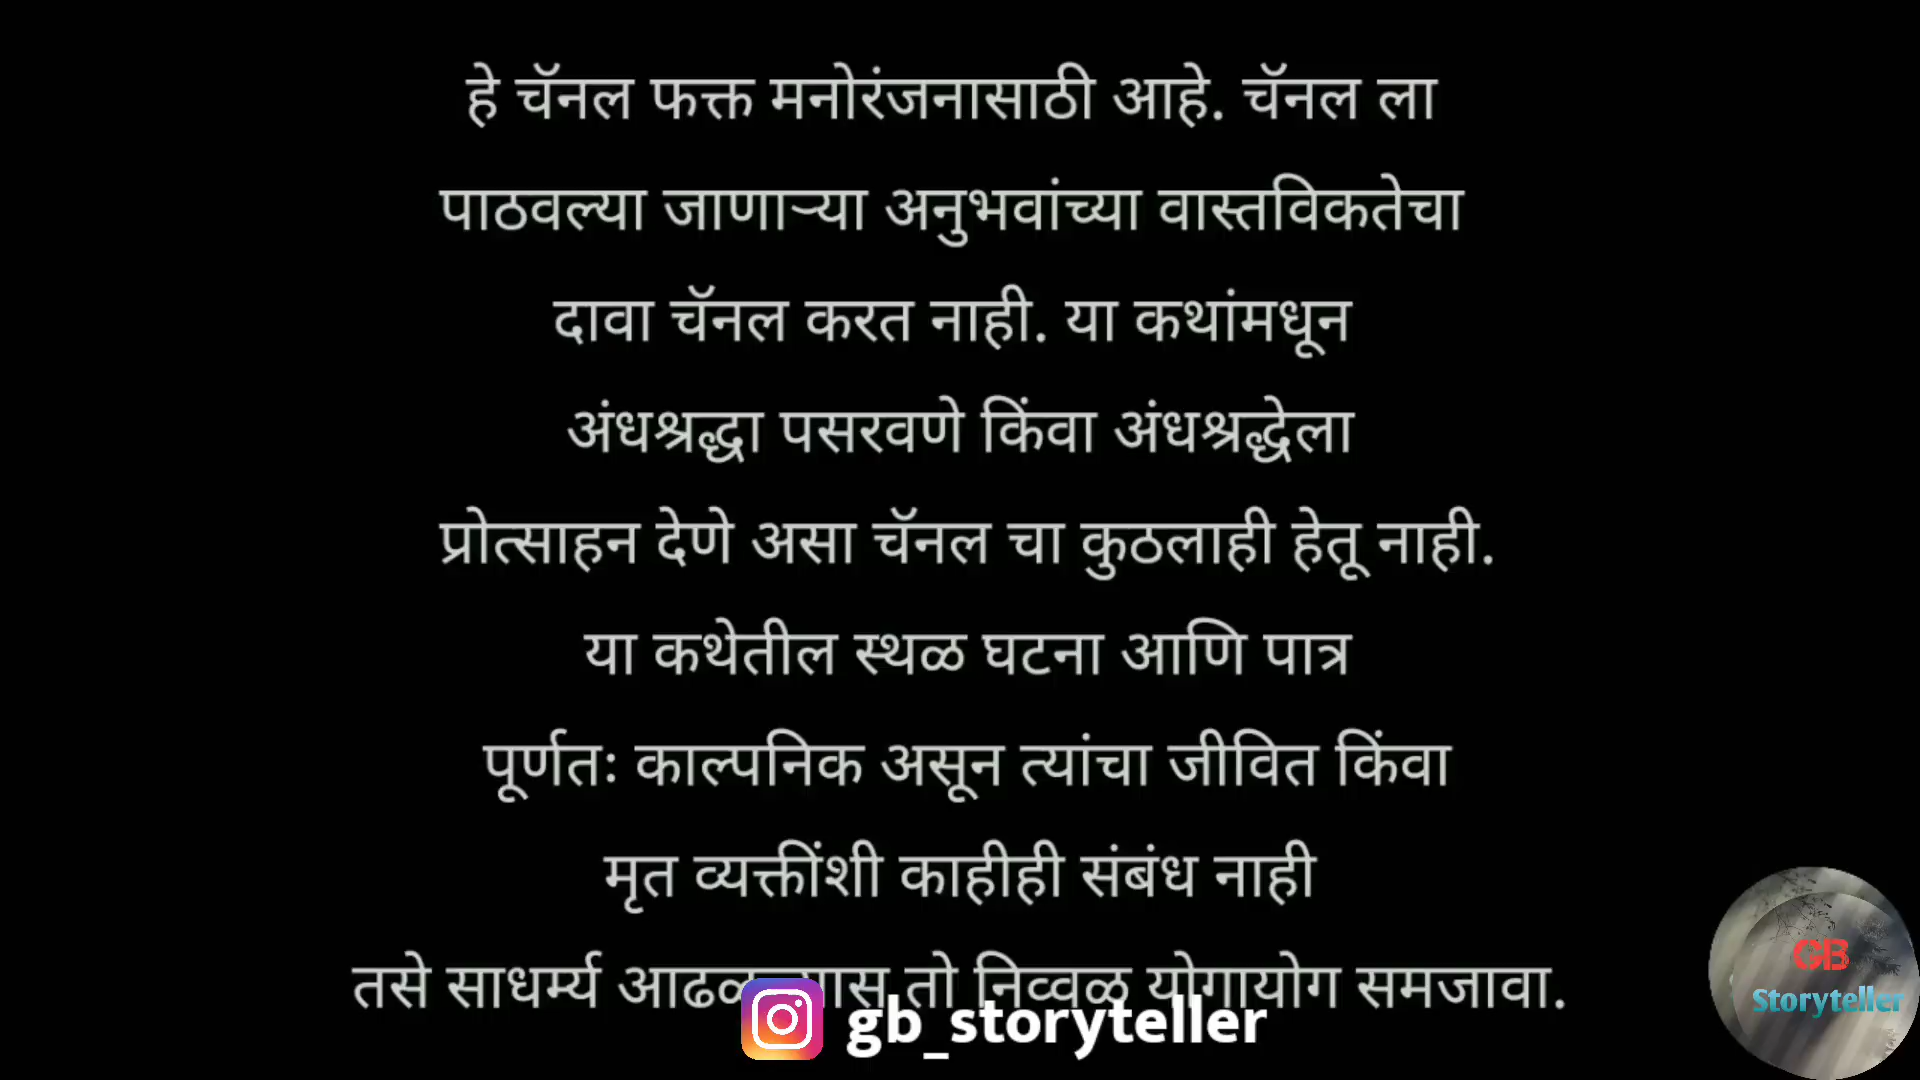 हे चॅनल फक्त मनोरंजनासाठी आहे. चॅनल ला
पाठवल्या जाणाऱ्या अनुभवांच्या वास्तविकतेचा
दावा चॅनल करत नाही. या कथांमधून
अंधश्रद्धा पसरवणे किंवा अंधश्रद्धेला
प्रोत्साहन देणे असा चॅनल चा कुठलाही हेतू नाही.
या कथेतील स्थळ घटना आणि पात्र
पूर्णतः काल्पनिक असून त्यांचा जीवित किंवा
मृत व्यक्तींशी काहीही संबंध नाही
तसे साधर्म्य तो निव्वळ योगायोग समजावा.
gb_storyteller
GB
Storyteller